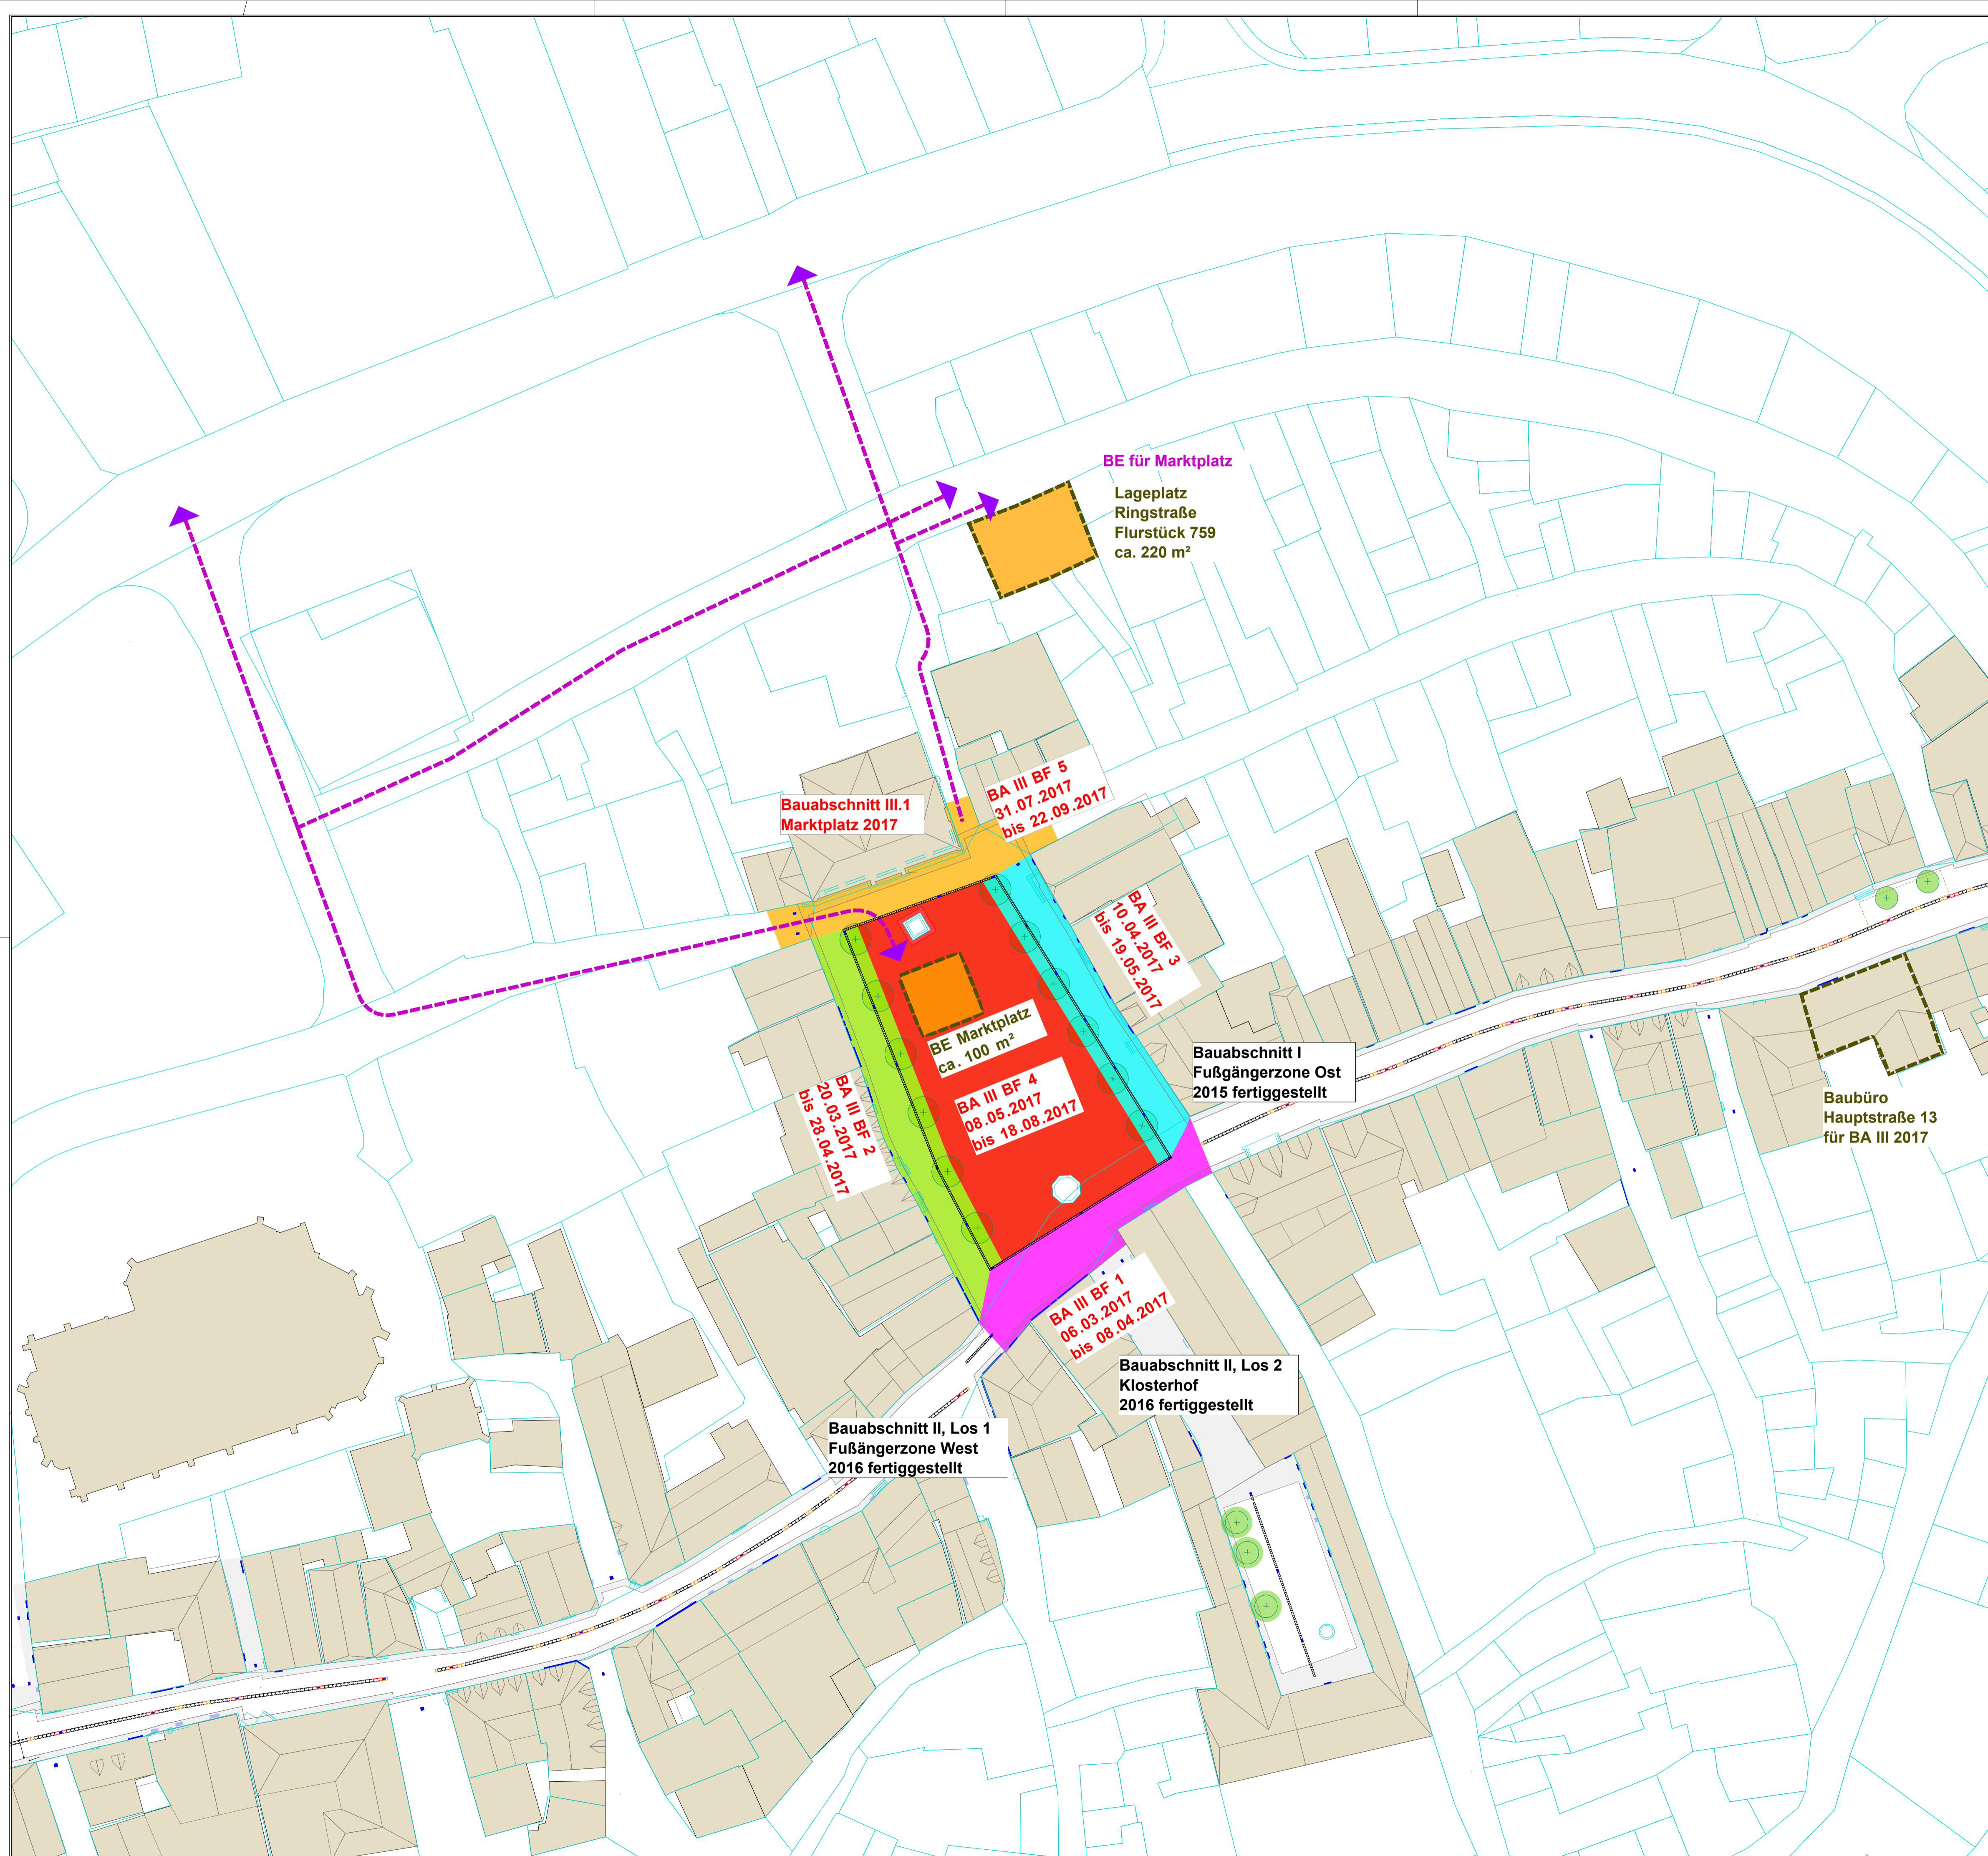 BE für Marktplatz
Lageplatz
Ringstraße
Flurstück 759
ca. 220 m²
BA III BF 5
31.07.2017
bis 22.09.2017
Bauabschnitt III.1
Marktplatz 2017
BA III BF 3
10.04.2017
bis 19.05.2017
BE Marktplatz
ca. 100 m²
BA III BF 4
08.05.2017
bis 18.08.2017
BA III BF 2
20.03.2017
bis 28.04.2017
Bauabschnitt I
Fußgängerzone Ost
2015 fertiggestellt
Baubüro
Hauptstraße 13
für BA III 2017
BA III BF 1
06.03.2017
bis 08.04.2017
Bauabschnitt II, Los 2
Klosterhof
2016 fertiggestellt
Bauabschnitt II, Los 1
Fußängerzone West
2016 fertiggestellt